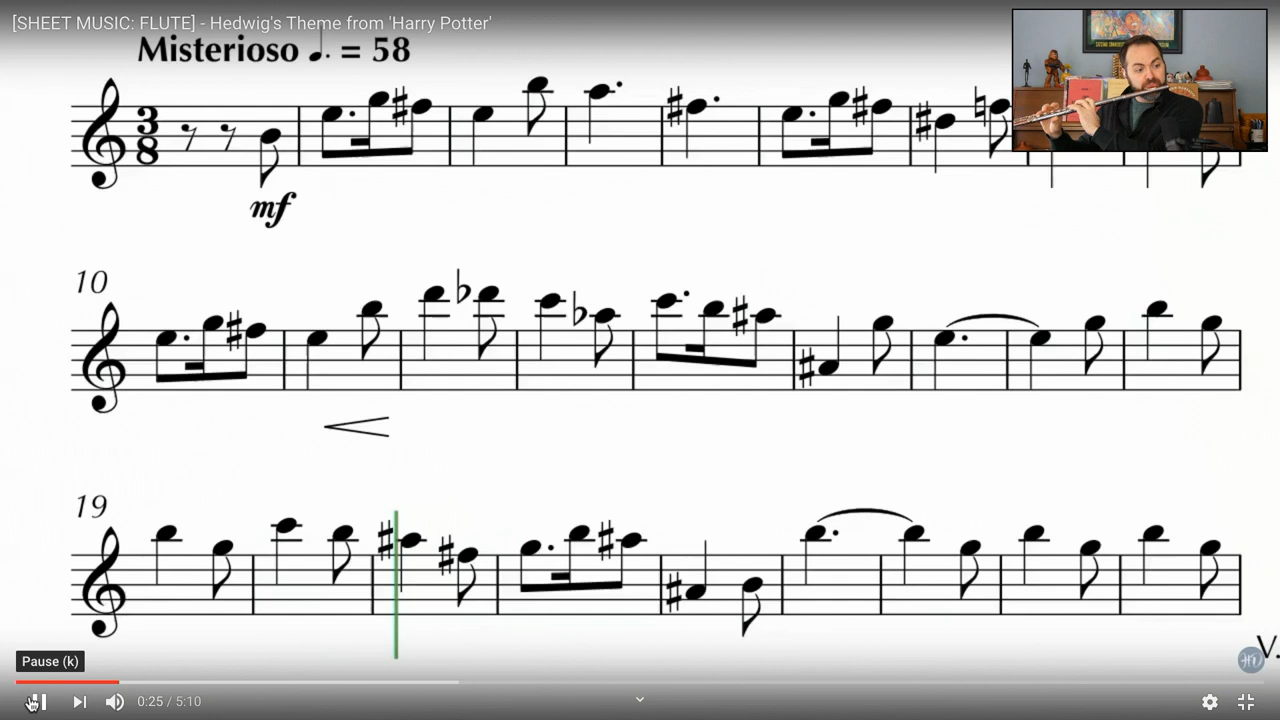 [SHEET MUSIC: FLUTE] - Hedwig's Theme from 'Harry Potter'
Misterioso ♩. = 58
3
8
mf
10
19
V.
Pause (k)
0:25 / 5:10